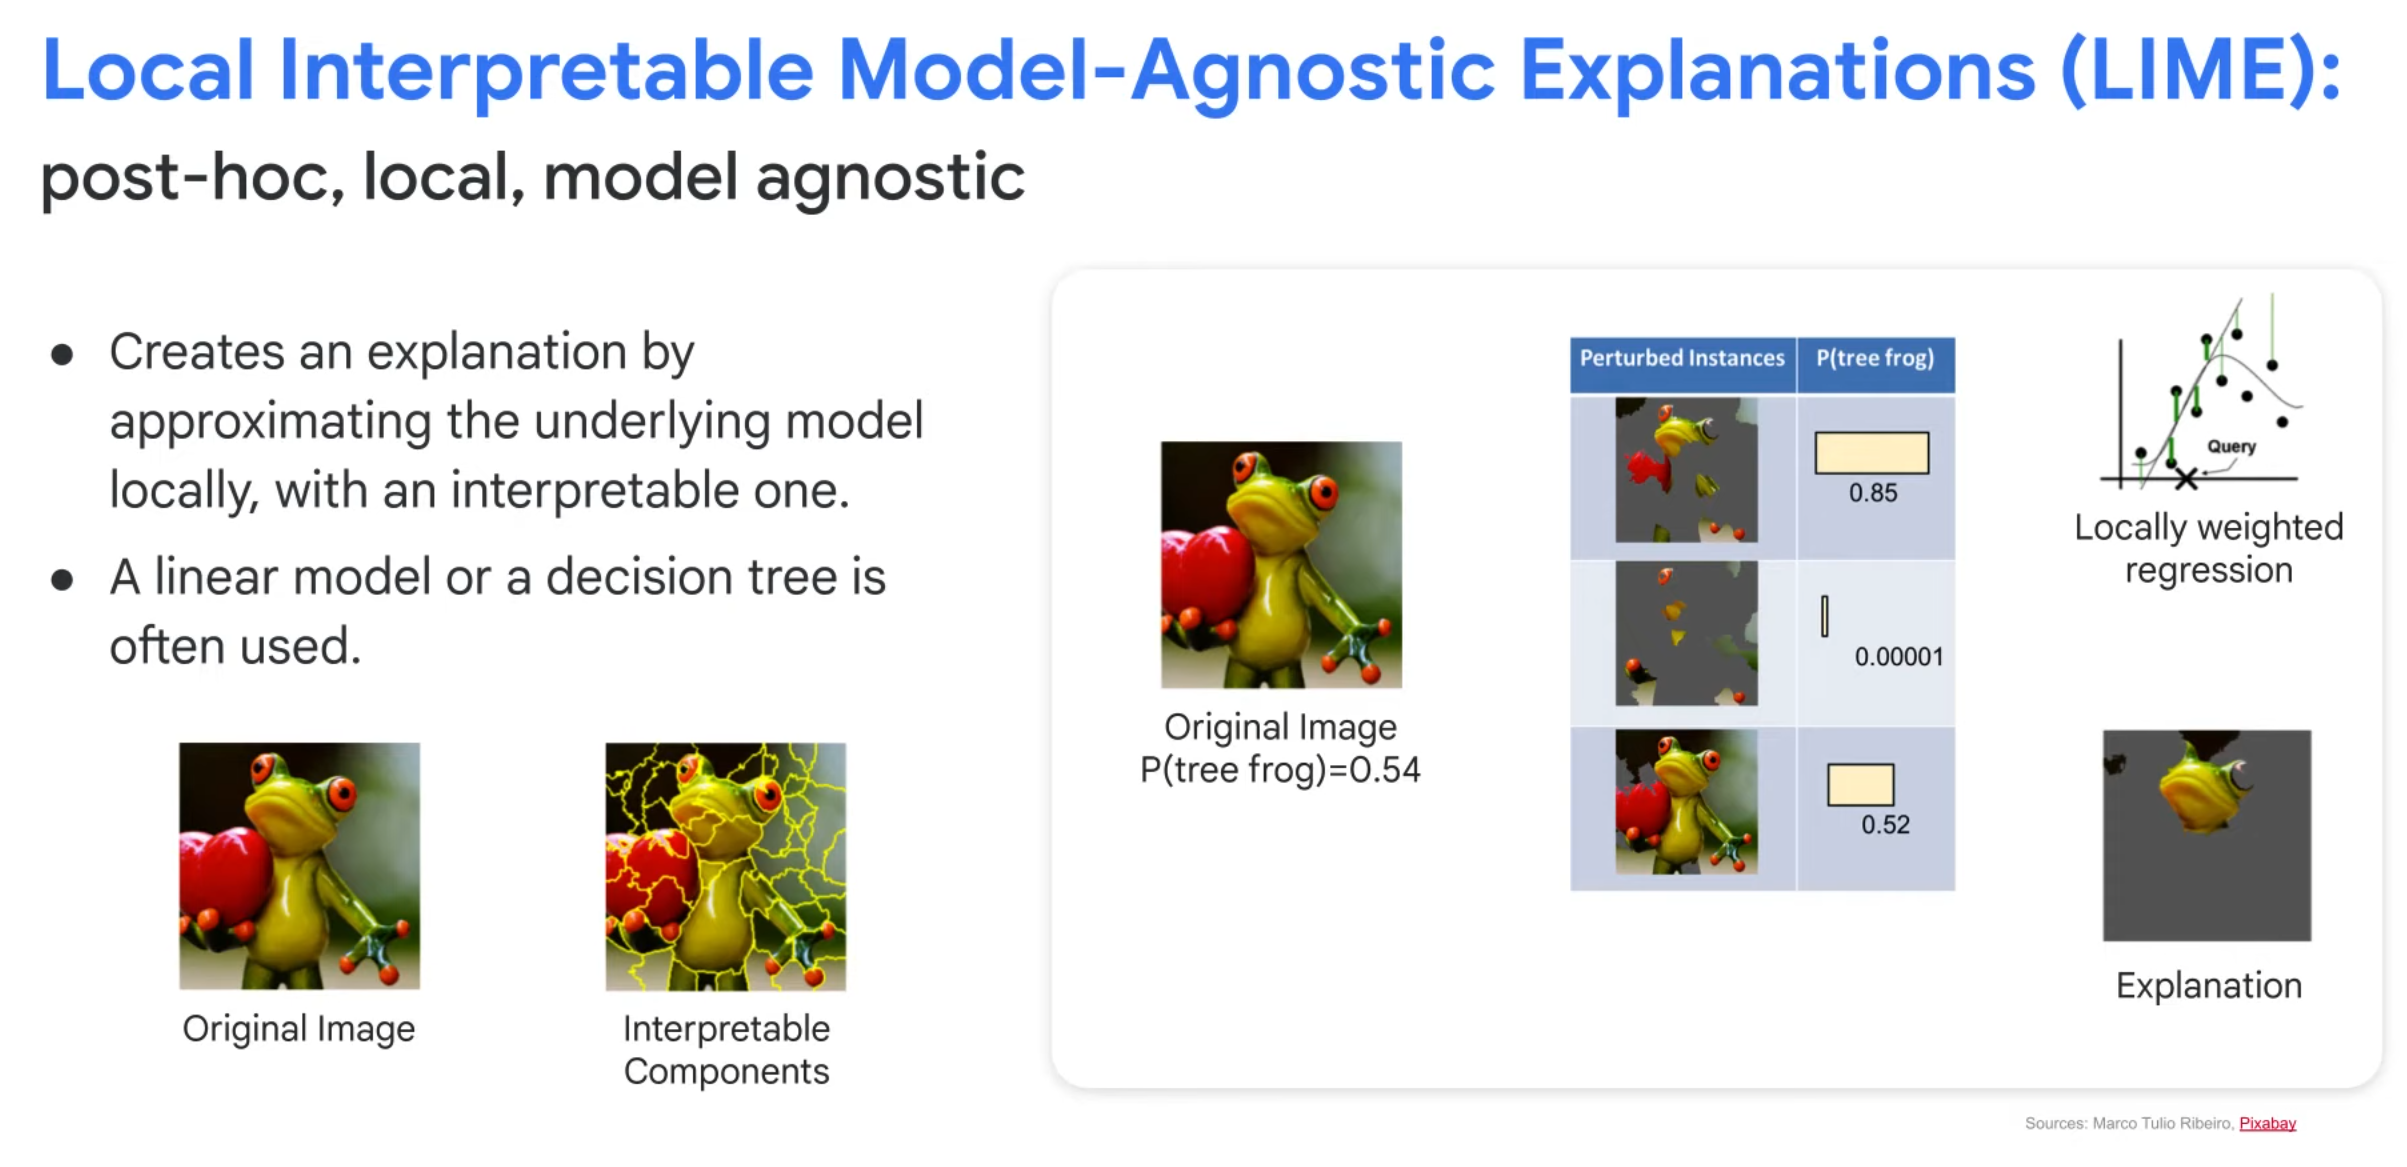 Local Interpretable Model-Agnostic Explanations (LIME):
post-hoc, local, model agnostic
● Creates an explanation by
approximating the underlying model
locally, with an interpretable one.
● A linear model or a decision tree is
often used.
Original Image
Interpretable
Components
Original Image
P(tree frog)=0.54
Perturbed Instances P(tree frog)
0.85
0.00001
0.52
Query
Locally weighted
regression
Explanation
Sources: Marco Tulio Ribeiro, Pixabay